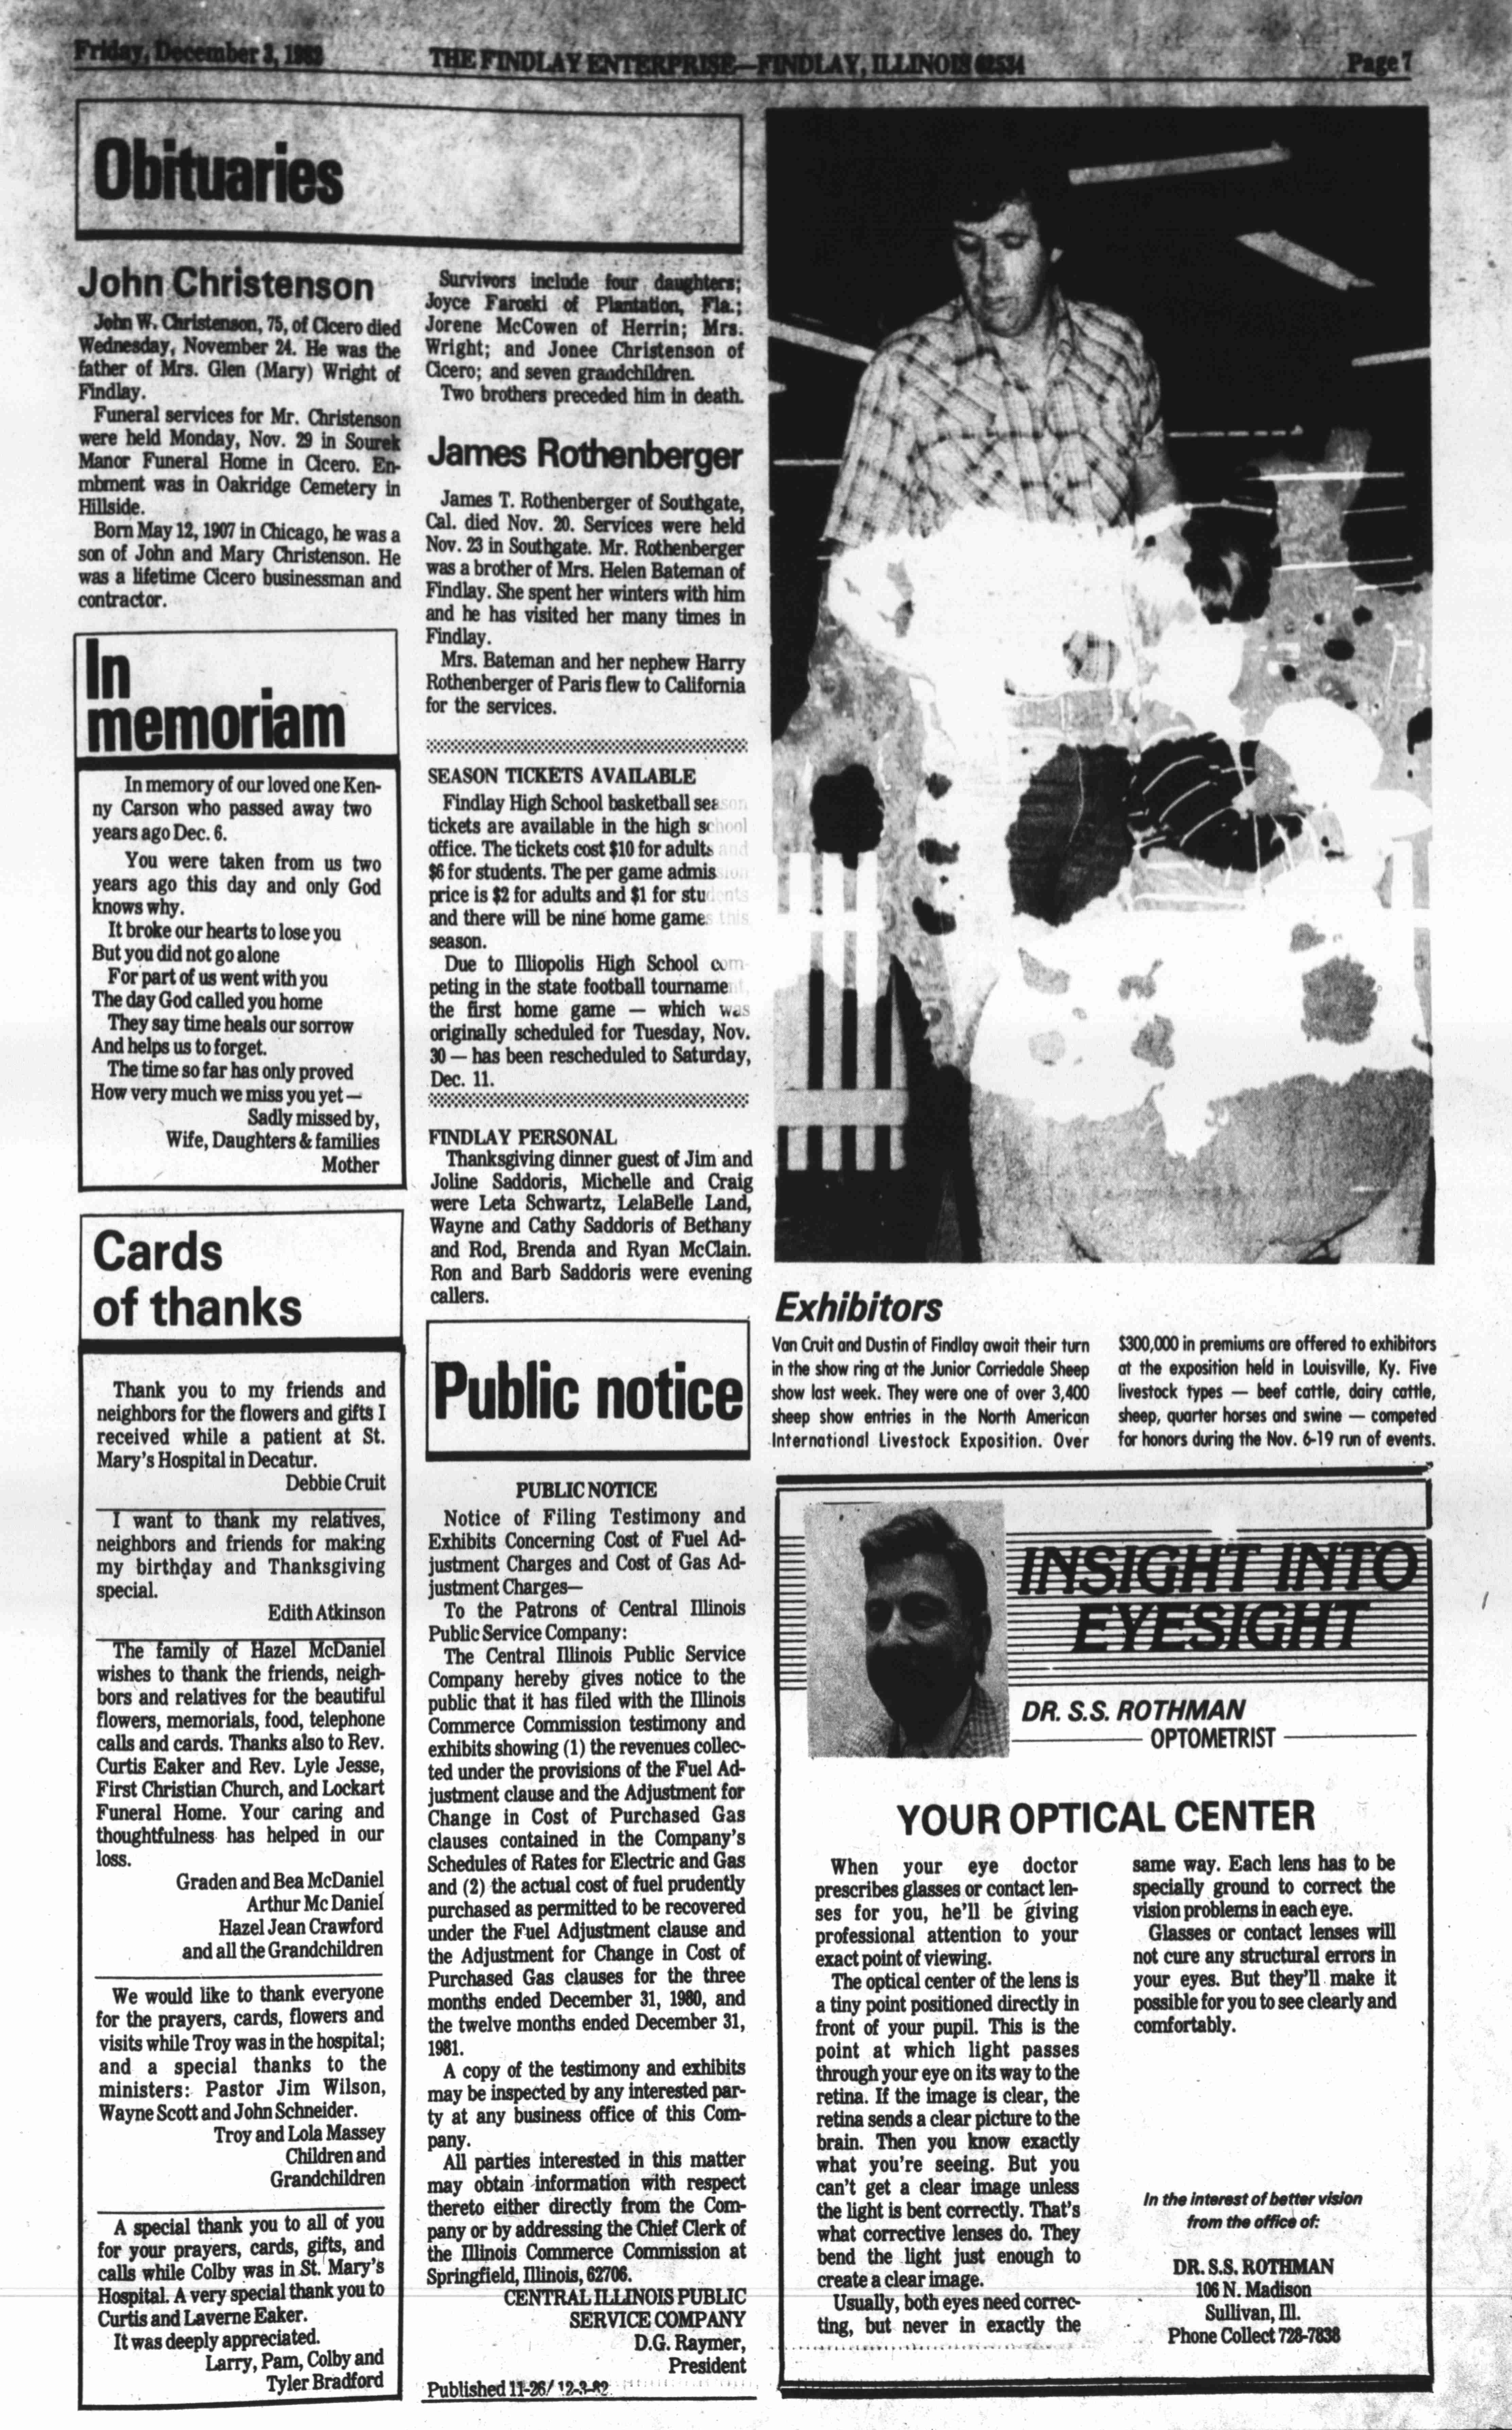 Friday, December 3, 1982
THE FINDLAY ENTERPRISE—FINDLAY, ILLINOIS 62534
Page 7
Obituaries
John Christenson
John W. Christenson, 75, of Cicero died
Wednesday, November 24. He was the
father of Mrs. Glen (Mary) Wright of
Findlay.
Funeral services for Mr. Christenson
were held Monday, Nov. 29 in Sourek
Manor Funeral Home in Cicero. En-
mbment was in Oakridge Cemetery in
Hillside.
Born May 12, 1907 in Chicago, he was a
son of John and Mary Christenson. He
was a lifetime Cicero businessman and
contractor.
Survivors include four daughters;
Joyce Faroski of Plantation, Fla.;
Jorene McCowen of Herrin; Mrs.
Wright; and Jonee Christenson of
Cicero; and seven grandchildren.
Two brothers preceded him in death.
James Rothenberger
James T. Rothenberger of Southgate,
Cal. died Nov. 20. Services were held
Nov. 23 in Southgate. Mr. Rothenberger
was a brother of Mrs. Helen Bateman of
Findlay. She spent her winters with him
and he has visited her many times in
Findlay.
Mrs. Bateman and her nephew Harry
Rothenberger of Paris flew to California
for the services.
In
memoriam
In memory of our loved one Ken-
ny Carson who passed away two
years ago Dec. 6.
You were taken from us two
years ago this day and only God
knows why.
It broke our hearts to lose you
But you did not go alone
For part of us went with you
The day God called you home
They say time heals our sorrow
And helps us to forget.
The time so far has only proved
How very much we miss you yet —
Sadly missed by,
Wife, Daughters & families
Mother
Cards
of thanks
Thank you to my friends and
neighbors for the flowers and gifts I
received while a patient at St.
Mary's Hospital in Decatur.
Debbie Cruit
I want to thank my relatives,
neighbors and friends for making
my birthday and Thanksgiving
special.
Edith Atkinson
The family of Hazel McDaniel
wishes to thank the friends, neigh-
bors and relatives for the beautiful
flowers, memorials, food, telephone
calls and cards. Thanks also to Rev.
Curtis Eaker and Rev. Lyle Jesse,
First Christian Church, and Lockart
Funeral Home. Your caring and
thoughtfulness has helped in our
loss.
Graden and Bea McDaniel
Arthur Mc Daniel
Hazel Jean Crawford
and all the Grandchildren
We would like to thank everyone
for the prayers, cards, flowers and
visits while Troy was in the hospital;
and a special thanks to the
ministers: Pastor Jim Wilson,
Wayne Scott and John Schneider.
Troy and Lola Massey
Children and
Grandchildren
A special thank you to all of you
for your prayers, cards, gifts, and
calls while Colby was in St. Mary's
Hospital. A very special thank you to
Curtis and Laverne Eaker.
It was deeply appreciated.
Larry, Pam, Colby and
Tyler Bradford
SEASON TICKETS AVAILABLE
Findlay High School basketball season
tickets are available in the high school
office. The tickets cost $10 for adults and
$6 for students. The per game admission
price is $2 for adults and $1 for students
and there will be nine home games this
season.
Due to Illiopolis High School com-
peting in the state football tournament,
the first home game — which was
originally scheduled for Tuesday, Nov.
30 — has been rescheduled to Saturday,
Dec. 11.
FINDLAY PERSONAL
Thanksgiving dinner guest of Jim and
Joline Saddoris, Michelle and Craig
were Leta Schwartz, LelaBelle Land,
Wayne and Cathy Saddoris of Bethany
and Rod, Brenda and Ryan McClain.
Ron and Barb Saddoris were evening
callers.
Public notice
PUBLIC NOTICE
Notice of Filing Testimony and
Exhibits Concerning Cost of Fuel Ad-
justment Charges and Cost of Gas Ad-
justment Charges—
To the Patrons of Central Illinois
Public Service Company:
The Central Illinois Public Service
Company hereby gives notice to the
public that it has filed with the Illinois
Commerce Commission testimony and
exhibits showing (1) the revenues collec-
ted under the provisions of the Fuel Ad-
justment clause and the Adjustment for
Change in Cost of Purchased Gas
clauses contained in the Company's
Schedules of Rates for Electric and Gas
and (2) the actual cost of fuel prudently
purchased as permitted to be recovered
under the Fuel Adjustment clause and
the Adjustment for Change in Cost of
Purchased Gas clauses for the three
months ended December 31, 1980, and
the twelve months ended December 31,
1981.
A copy of the testimony and exhibits
may be inspected by any interested par-
ty at any business office of this Com-
pany.
All parties interested in this matter
may obtain information with respect
thereto either directly from the Com-
pany or by addressing the Chief Clerk of
the Illinois Commerce Commission at
Springfield, Illinois, 62706.
CENTRAL ILLINOIS PUBLIC
SERVICE COMPANY
D.G. Raymer,
President
Published 11-26/ 12-3-82
Exhibitors
Van Cruit and Dustin of Findlay await their turn
in the show ring at the Junior Corriedale Sheep
show last week. They were one of over 3,400
sheep show entries in the North American
International Livestock Exposition. Over
$300,000 in premiums are offered to exhibitors
at the exposition held in Louisville, Ky. Five
livestock types — beef cattle, dairy cattle,
sheep, quarter horses and swine — competed
for honors during the Nov. 6-19 run of events.
INSIGHT INTO
EYESIGHT
DR. S.S. ROTHMAN
OPTOMETRIST
YOUR OPTICAL CENTER
When your eye doctor
prescribes glasses or contact len-
ses for you, he'll be giving
professional attention to your
exact point of viewing.
The optical center of the lens is
a tiny point positioned directly in
front of your pupil. This is the
point at which light passes
through your eye on its way to the
retina. If the image is clear, the
retina sends a clear picture to the
brain. Then you know exactly
what you're seeing. But you
can't get a clear image unless
the light is bent correctly. That's
what corrective lenses do. They
bend the light just enough to
create a clear image.
Usually, both eyes need correc-
ting, but never in exactly the
same way. Each lens has to be
specially ground to correct the
vision problems in each eye.
Glasses or contact lenses will
not cure any structural errors in
your eyes. But they'll make it
possible for you to see clearly and
comfortably.
In the interest of better vision
from the office of:
DR. S.S. ROTHMAN
106 N. Madison
Sullivan, Ill.
Phone Collect 728-7838